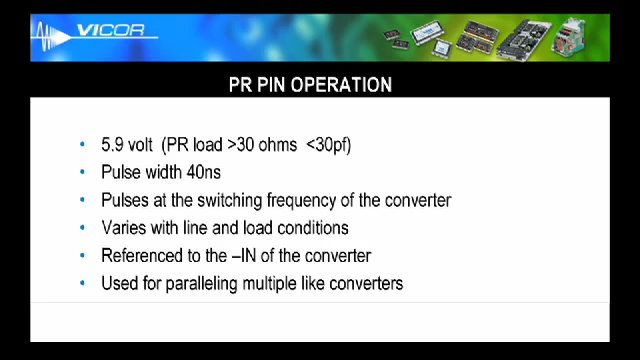 VICOR
PR PIN OPERATION
• 5.9 volt (PR load >30 ohms <30pf)
• Pulse width 40ns
• Pulses at the switching frequency of the converter
• Varies with line and load conditions
• Referenced to the –IN of the converter
• Used for paralleling multiple like converters